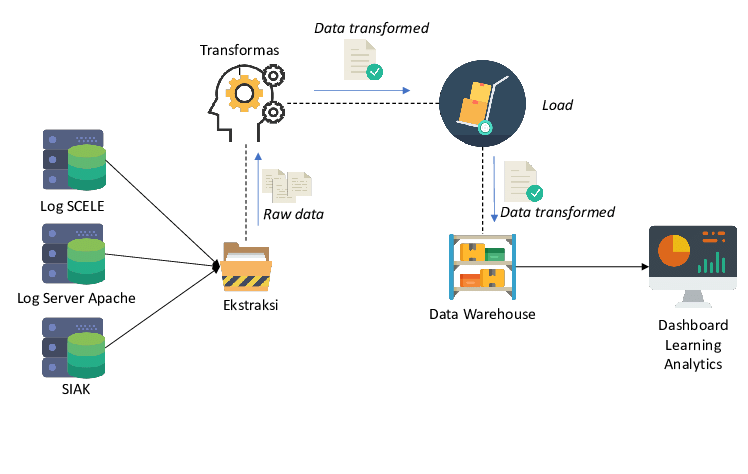 Data transformed
Transformas
Load
Log SCELE
Raw data
Data transformed
Log Server Apache
Ekstraksi
Data Warehouse
SIAK
Dashboard
Learning
Analytics